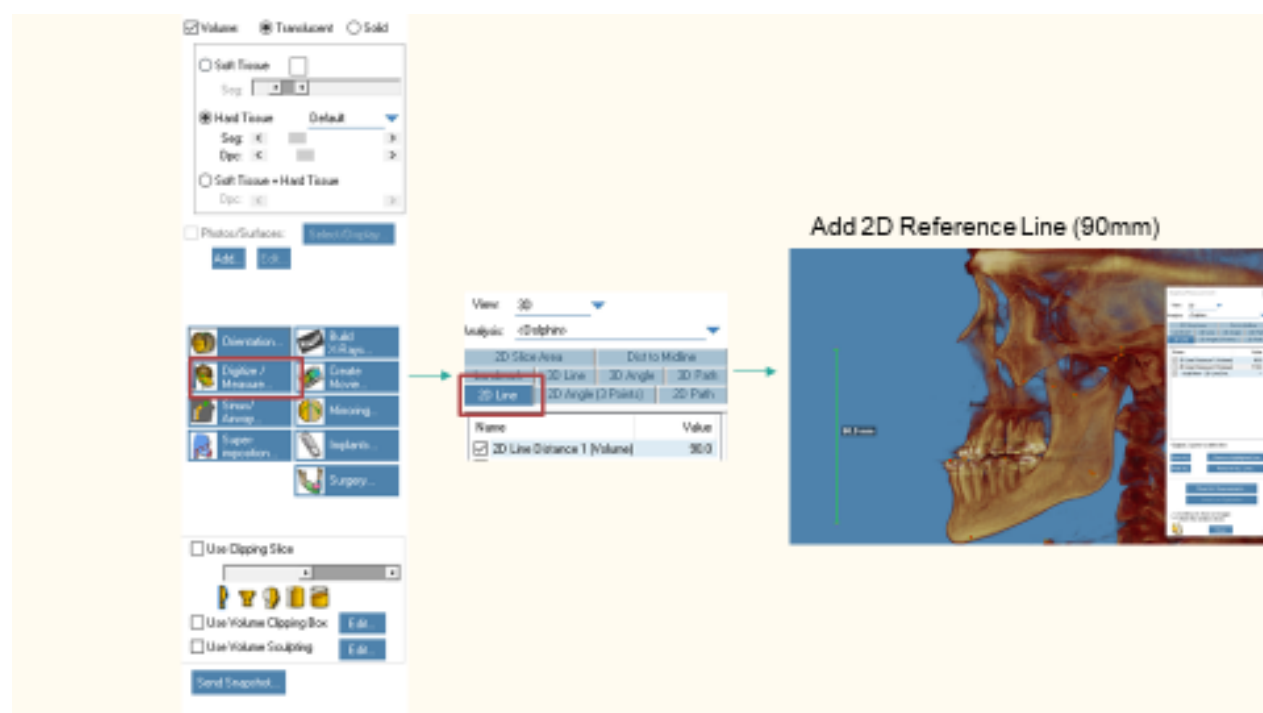 Volume Translucent Solid
Soft Tissue
Seg:
Hard Tissue Default
Seg: < >
Opc: < >
Soft Tissue + Hard Tissue
Opc: < >
Photos/Surfaces: Select/Display...
Add... Edit...
Orientation... Build X-Rays...
Digitize / Measure... Create Movie...
Sinus/ Airway... Mirroring...
Super-imposition... Implants...
Surgery...
Use Clipping Slice
Use Volume Clipping Box Edit...
Use Volume Sculpting Edit...
Send Snapshot...
View: 3D
Analysis: <Dolphin>
2D Slice Area Dist to Midline
Landmark 3D Line 3D Angle 3D Path
2D Line 2D Angle (3 Points) 2D Path
Name Value
2D Line Distance 1 (Volume) 90.0
Add 2D Reference Line (90mm)
90.0 mm